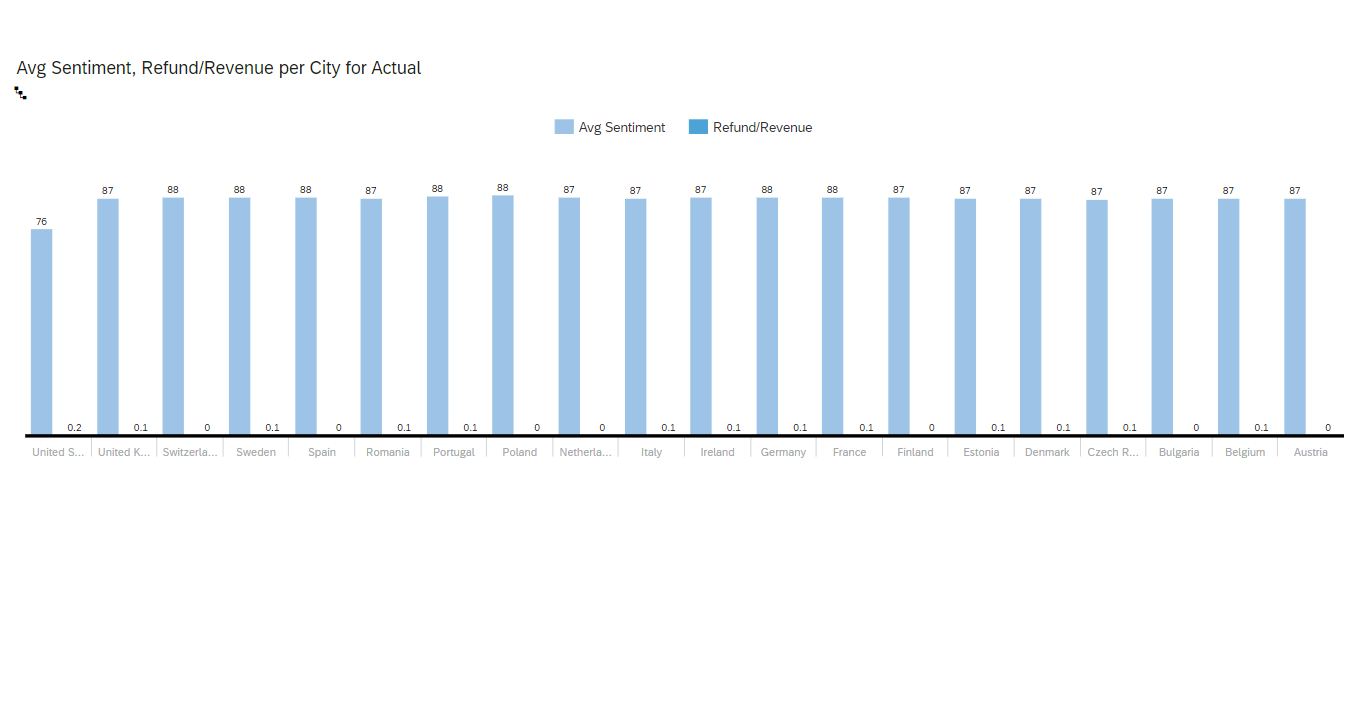 Avg Sentiment, Refund/Revenue per City for Actual
Avg Sentiment Refund/Revenue
76 87 88 88 88 87 88 88 87 87 87 88 88 87 87 87 87 87 87 87
0.2 0.1 0 0.1 0 0.1 0.1 0 0 0.1 0.1 0.1 0.1 0 0.1 0.1 0.1 0 0.1 0
United S... United K... Switzerla... Sweden Spain Romania Portugal Poland Netherla... Italy Ireland Germany France Finland Estonia Denmark Czech R... Bulgaria Belgium Austria